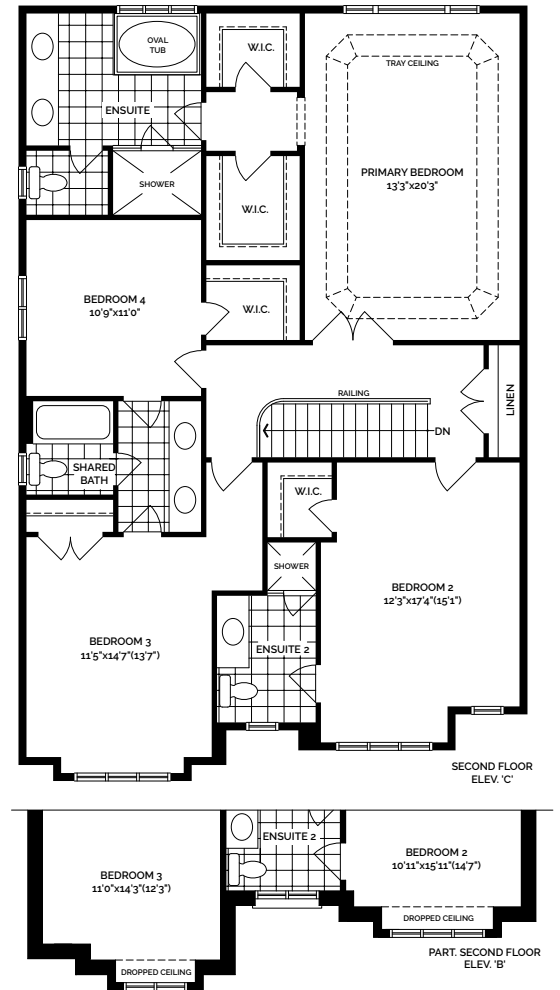 OVAL
TUB
W.I.C.
TRAY CEILING
ENSUITE
PRIMARY BEDROOM
13'3"x20'3"
SHOWER
W.I.C.
BEDROOM 4
10'9"x11'0"
W.I.C.
RAILING
LINEN
DN
SHARED
BATH
W.I.C.
SHOWER
BEDROOM 2
12'3"x17'4"(15'1")
BEDROOM 3
11'5"x14'7"(13'7")
ENSUITE 2
SECOND FLOOR
ELEV. 'C'
ENSUITE 2
BEDROOM 2
10'11"x15'11"(14'7")
BEDROOM 3
11'0"x14'3"(12'3")
DROPPED CEILING
PART. SECOND FLOOR
ELEV. 'B'
DROPPED CEILING